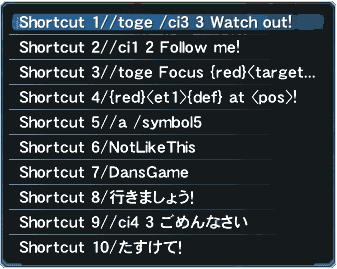 Shortcut 1//toge /ci3 3 Watch out!
Shortcut 2//ci1 2 Follow me!
Shortcut 3//toge Focus {red}<target...
Shortcut 4/{red}<et1>{def} at <pos>!
Shortcut 5//a /symbol5
Shortcut 6/NotLikeThis
Shortcut 7/DansGame
Shortcut 8/行きましょう!
Shortcut 9//ci4 3 ごめんなさい
Shortcut 10/たすけて!